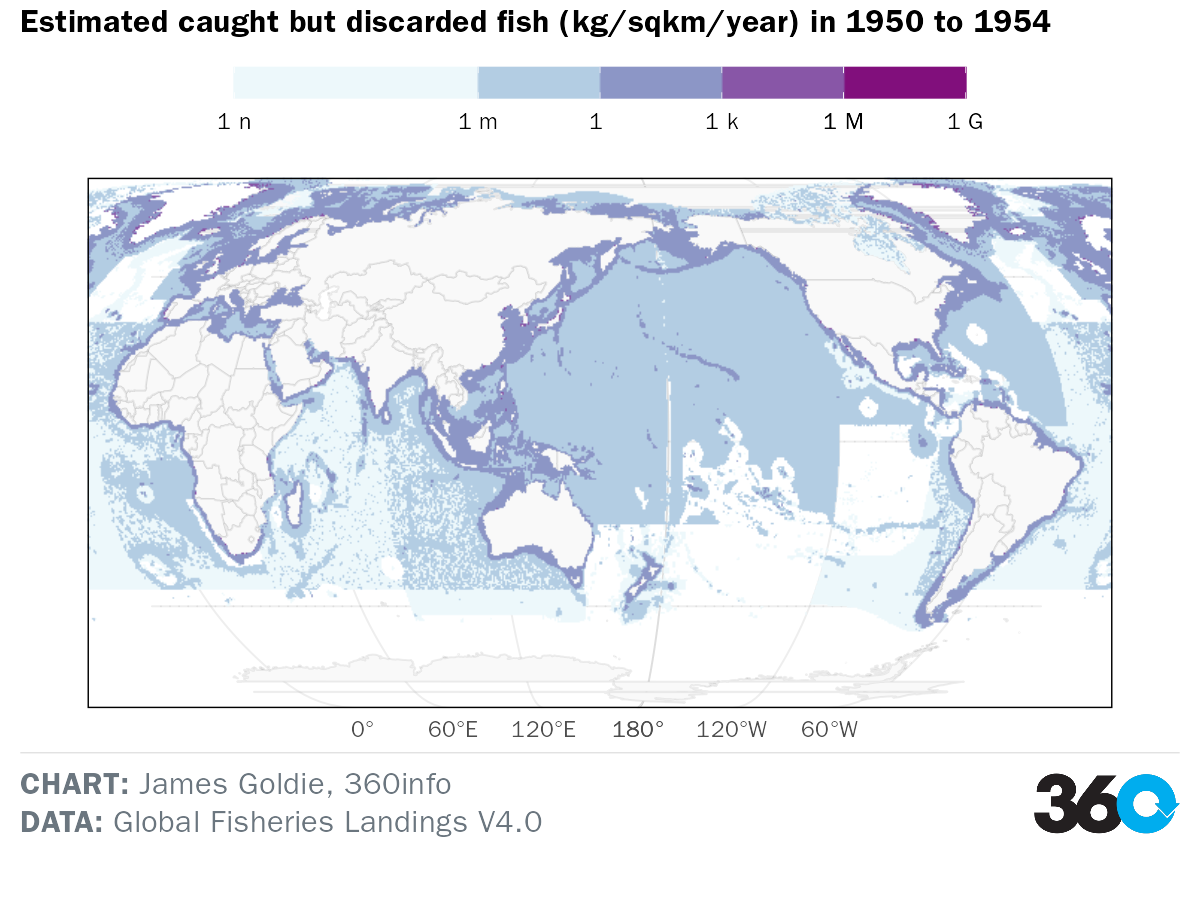 Estimated caught but discarded fish (kg/sqkm/year) in 1950 to 1954
1 n 1 m 1 1 k 1 M 1 G
0° 60°E 120°E 180° 120°W 60°W
CHART: James Goldie, 360info
DATA: Global Fisheries Landings V4.0
360